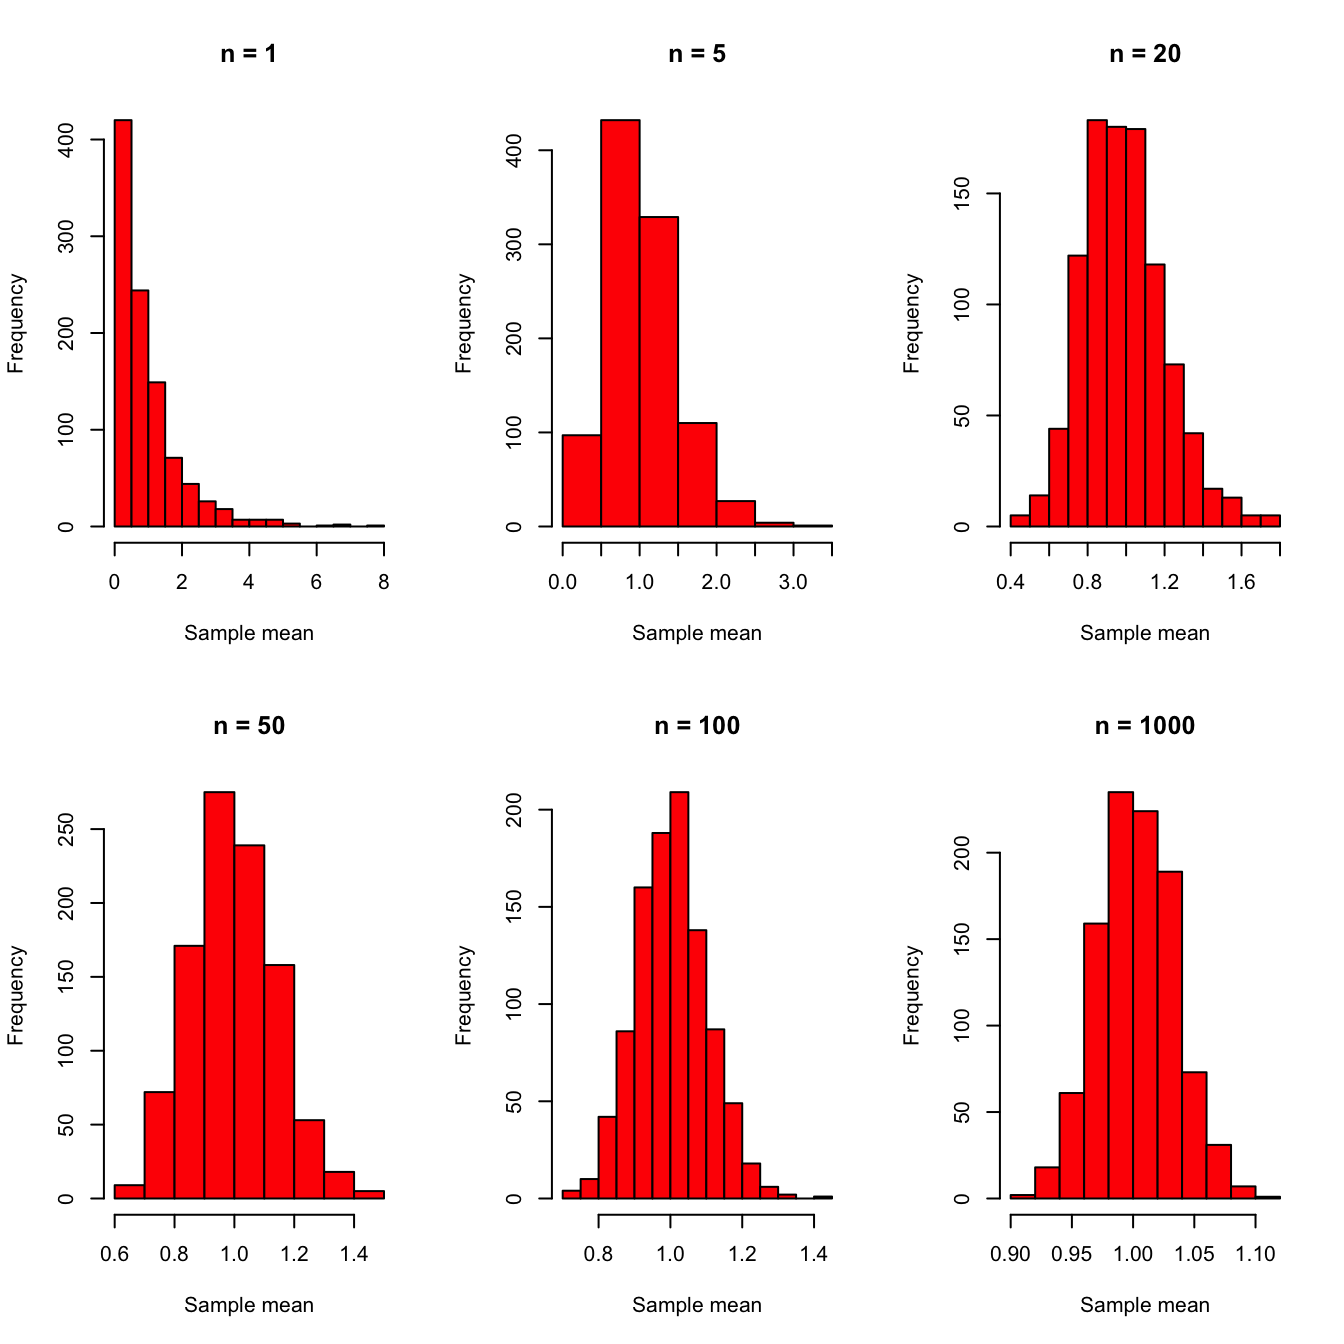 n = 1
Frequency
0 100 200 300 400
0 2 4 6 8
Sample mean
n = 5
Frequency
0 100 200 300 400
0.0 1.0 2.0 3.0
Sample mean
n = 20
Frequency
0 50 100 150
0.4 0.8 1.2 1.6
Sample mean
n = 50
Frequency
0 50 100 150 200 250
0.6 0.8 1.0 1.2 1.4
Sample mean
n = 100
Frequency
0 50 100 150 200
0.8 1.0 1.2 1.4
Sample mean
n = 1000
Frequency
0 50 100 150 200
0.90 0.95 1.00 1.05 1.10
Sample mean